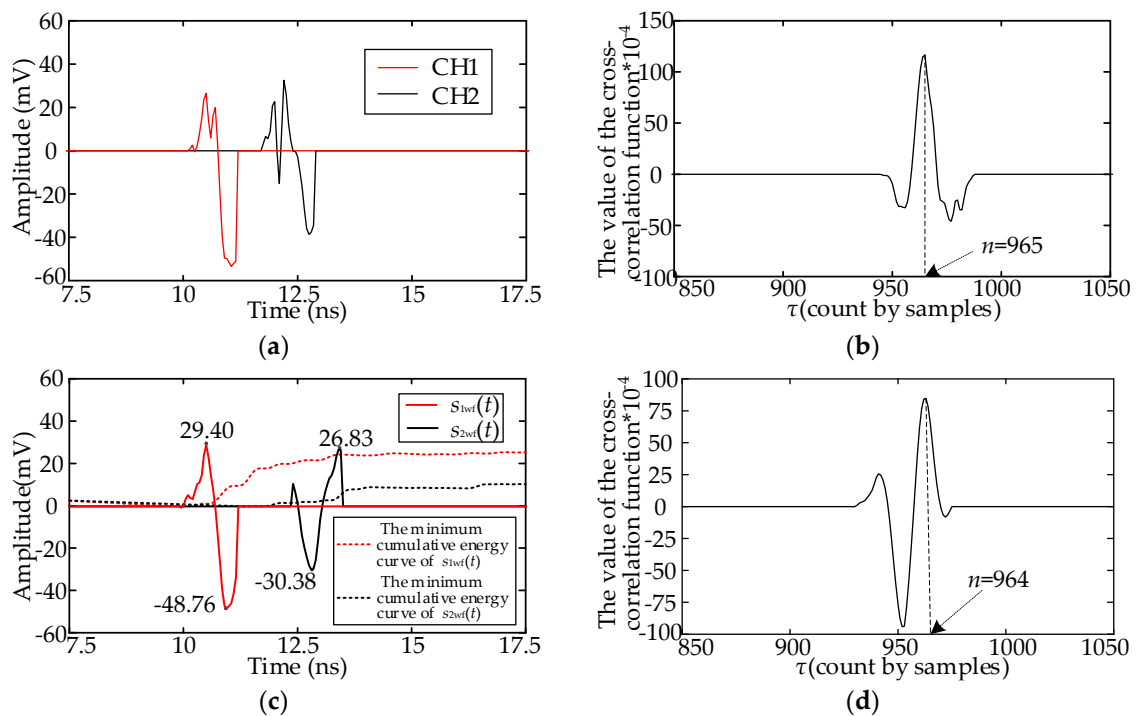 60
40
20
0
-20
-40
-60
Amplitude (mV)
CH1
CH2
7.5
10
12.5
15
17.5
Time (ns)
(a)
150
100
50
0
-50
-100
The value of the cross-
correlation function*10-4
n=965
850
900
950
1000
1050
τ(count by samples)
(b)
60
40
20
0
-20
-40
-60
Amplitude(mV)
s1wf(t)
s2wf(t)
29.40
26.83
-30.38
-48.76
The minimum
cumulative energy
curve of s1wf(t)
The minimum
cumulative energy
curve of s2wf(t)
7.5
10
12.5
15
17.5
Time (ns)
(c)
100
75
50
25
0
-25
-50
-75
-100
The value of the cross-
correlation function*10-4
n=964
850
900
950
1000
1050
τ(count by samples)
(d)